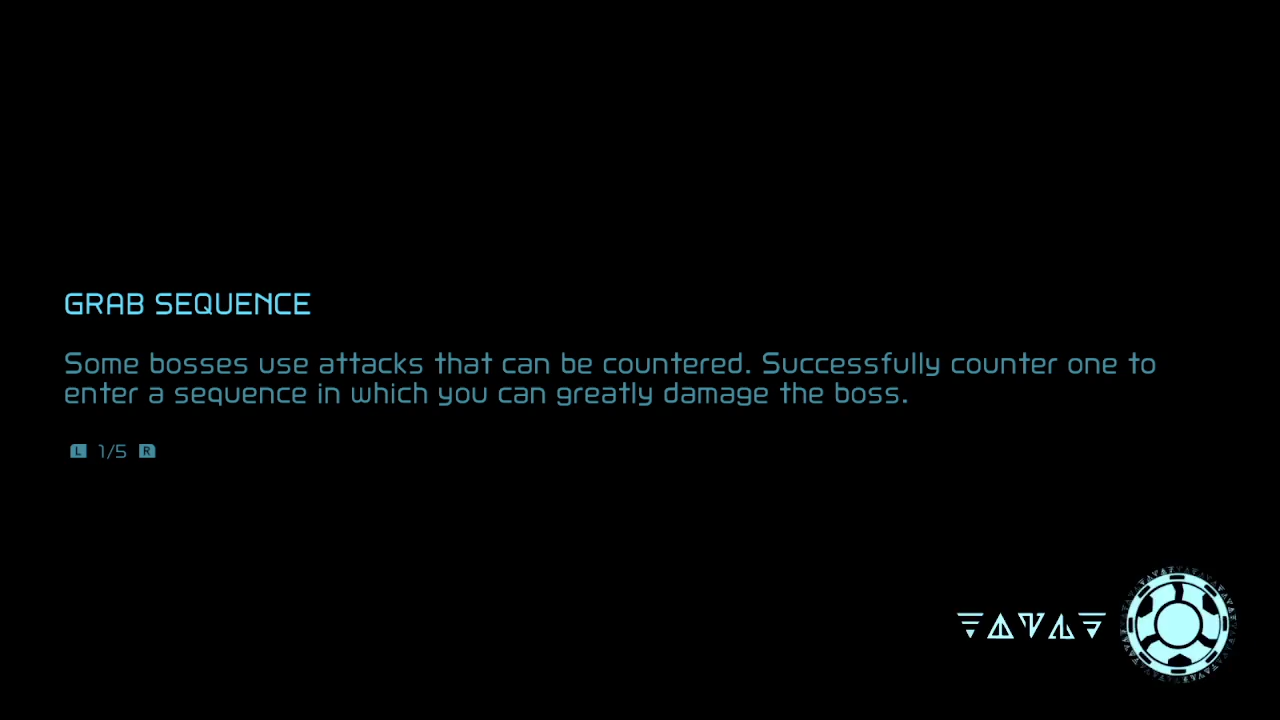 GRAB SEQUENCE
Some bosses use attacks that can be countered. Successfully counter one to
enter a sequence in which you can greatly damage the boss.
L 1/5 R